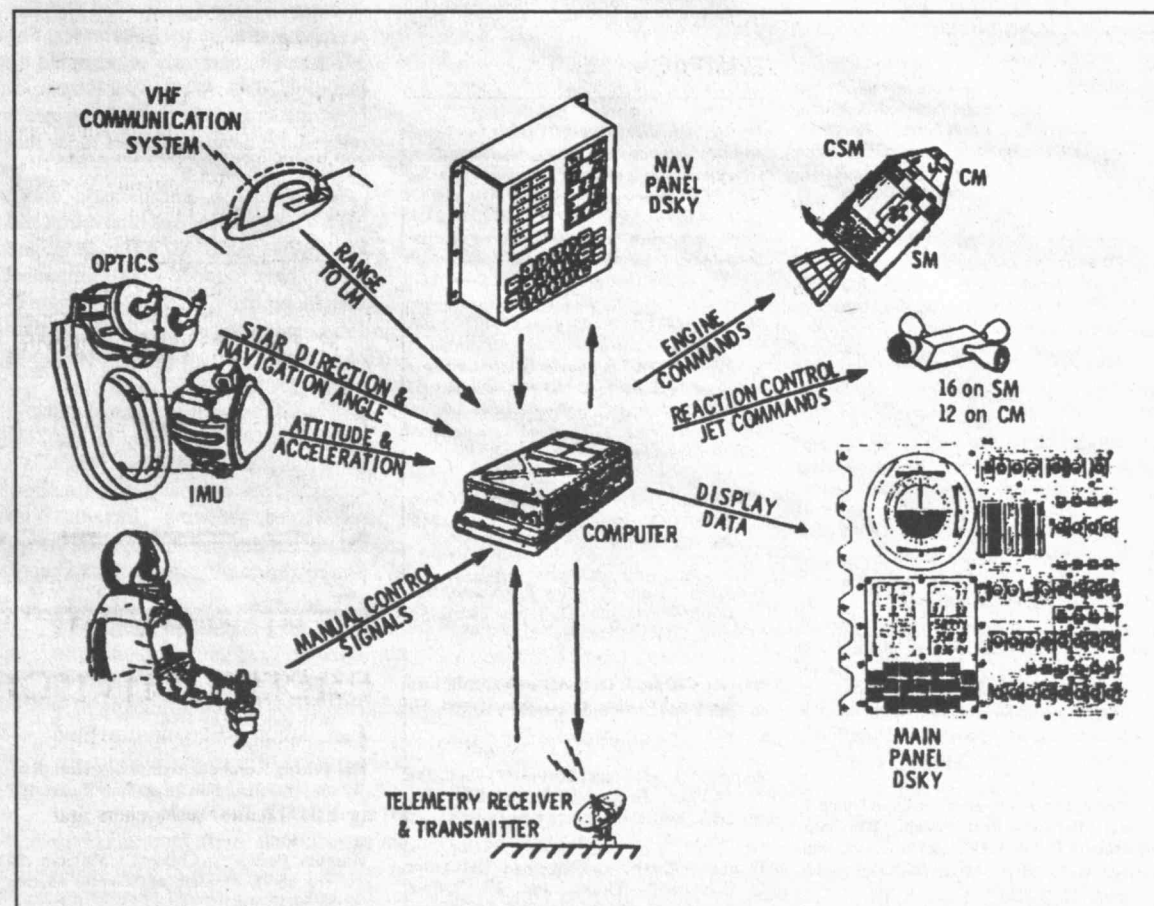 VHF
COMMUNICATION
SYSTEM
NAV
PANEL
DSKY
CSM
CM
SM
RANGE
TO LM
OPTICS
STAR DIRECTION &
NAVIGATION ANGLE
ENGINE
COMMANDS
REACTION CONTROL
JET COMMANDS
16 on SM
12 on CM
ATTITUDE &
ACCELERATION
IMU
DISPLAY
DATA
COMPUTER
MANUAL CONTROL
SIGNALS
MAIN
PANEL
DSKY
TELEMETRY RECEIVER
& TRANSMITTER